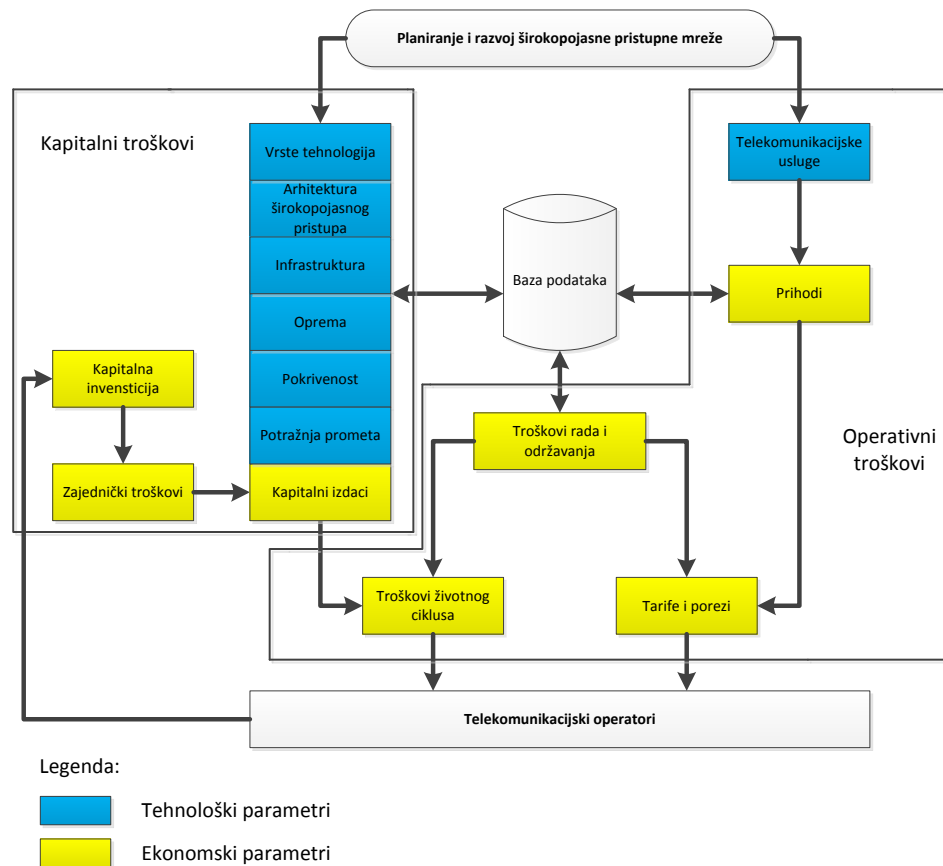 Planiranje i razvoj širokopojasne pristupne mreže
Kapitalni troškovi
Vrste tehnologija
Arhitektura
širokopojasnog
pristupa
Infrastruktura
Oprema
Pokrivenost
Potražnja prometa
Kapitalni izdaci
Kapitalna
invensticija
Zajednički troškovi
Baza podataka
Telekomunikacijske
usluge
Prihodi
Troškovi rada i
održavanja
Operativni
troškovi
Troškovi životnog
ciklusa
Tarife i porezi
Telekomunikacijski operatori
Legenda:
Tehnološki parametri
Ekonomski parametri